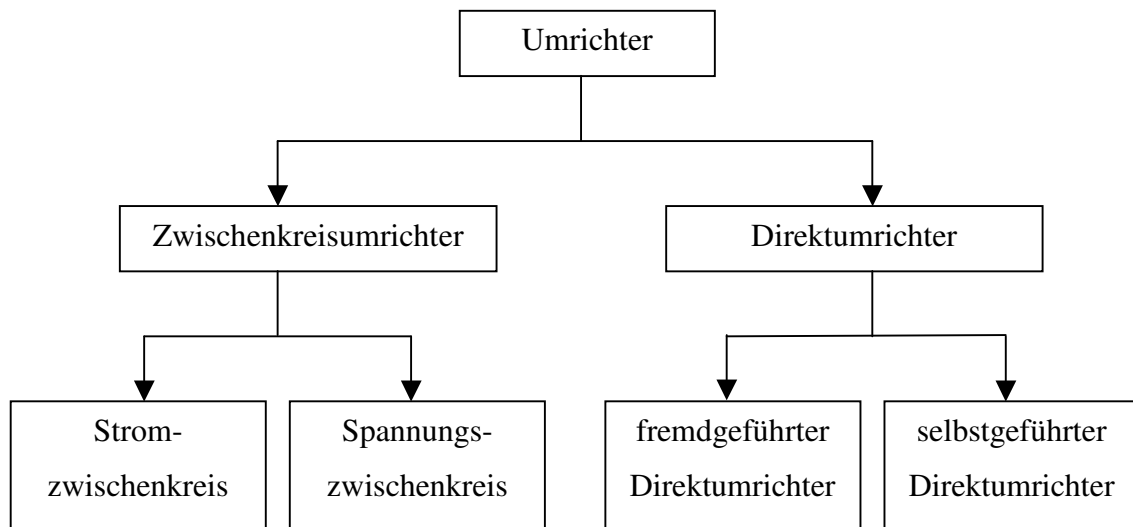 Umrichter
Zwischenkreisumrichter
Direktumrichter
Strom-
zwischenkreis
Spannungs-
zwischenkreis
fremdgeführter
Direktumrichter
selbstgeführter
Direktumrichter